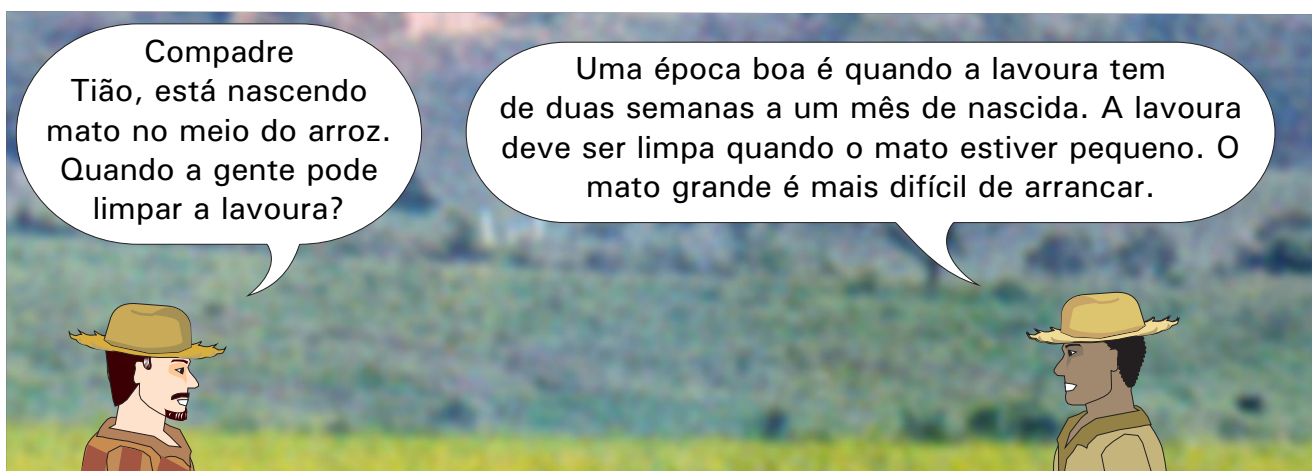 Compadre
Tião, está nascendo
mato no meio do arroz.
Quando a gente pode
limpar a lavoura?
Uma época boa é quando a lavoura tem
de duas semanas a um mês de nascida. A lavoura
deve ser limpa quando o mato estiver pequeno. O
mato grande é mais difícil de arrancar.